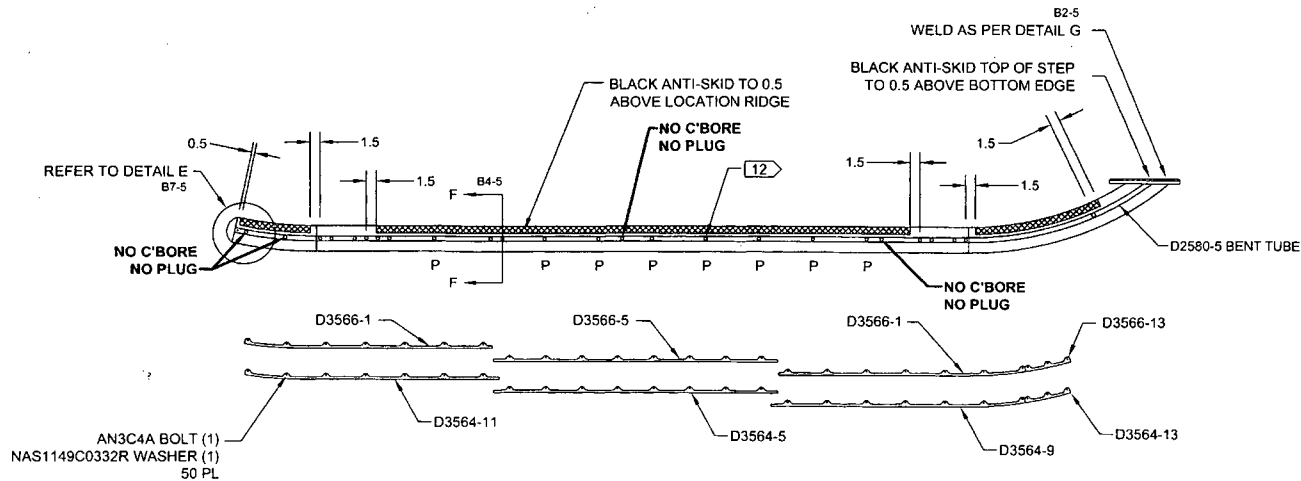 B2-5
WELD AS PER DETAIL G
BLACK ANTI-SKID TOP OF STEP
TO 0.5 ABOVE BOTTOM EDGE
BLACK ANTI-SKID TO 0.5
ABOVE LOCATION RIDGE
NO C'BORE
NO PLUG
0.5
1.5
1.5
12
1.5
1.5
1.5
REFER TO DETAIL E
B7-5
F
B4-5
D2580-5 BENT TUBE
NO C'BORE
NO PLUG
P
F
P
P
P
P
P
P
NO C'BORE
NO PLUG
D3566-1
D3566-5
D3566-1
D3566-13
D3564-11
D3564-5
D3564-9
D3564-13
AN3C4A BOLT (1)
NAS1149C0332R WASHER (1)
50 PL